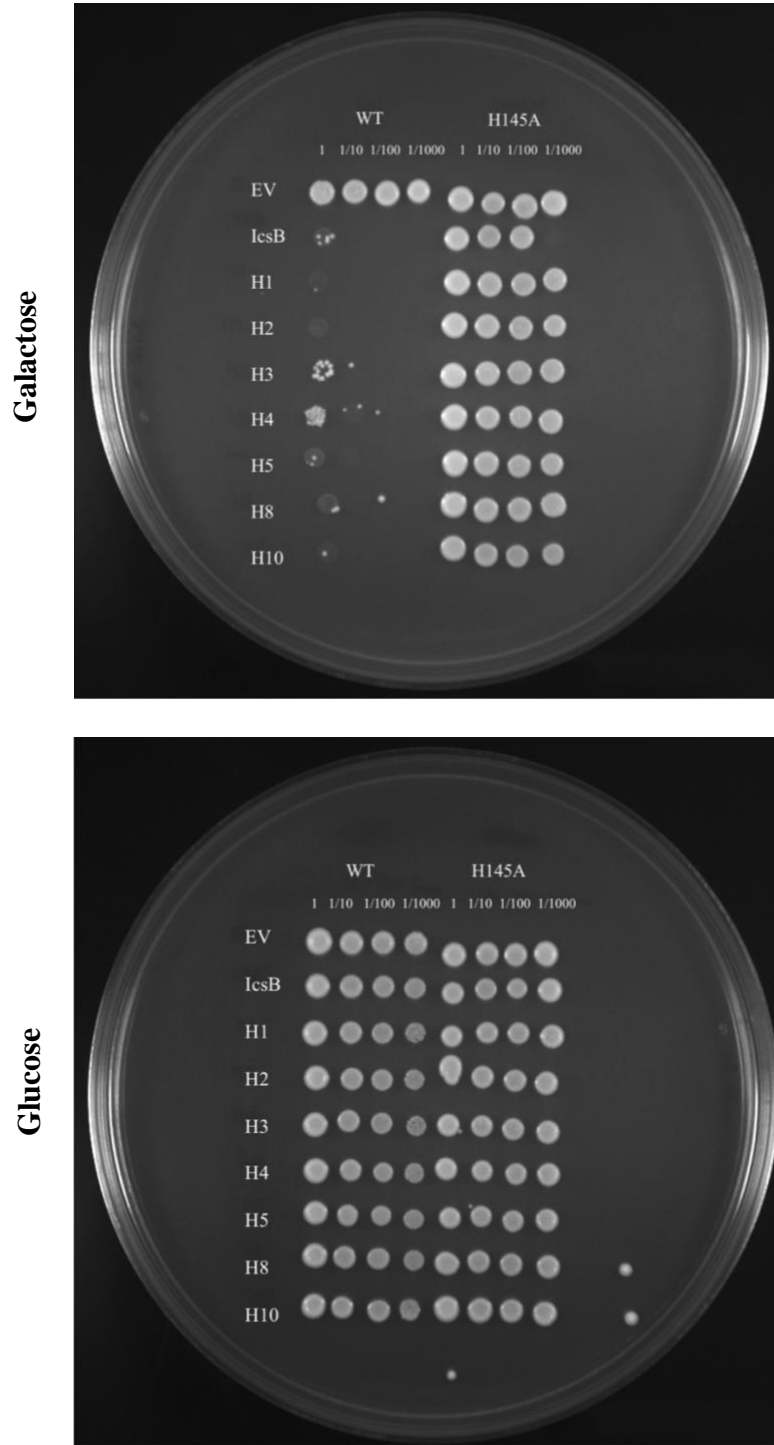 Galactose
WT H145A
1 1/10 1/100 1/1000 1 1/10 1/100 1/1000
EV
IcsB
H1
H2
H3
H4
H5
H8
H10
Glucose
WT H145A
1 1/10 1/100 1/1000 1 1/10 1/100 1/1000
EV
IcsB
H1
H2
H3
H4
H5
H8
H10